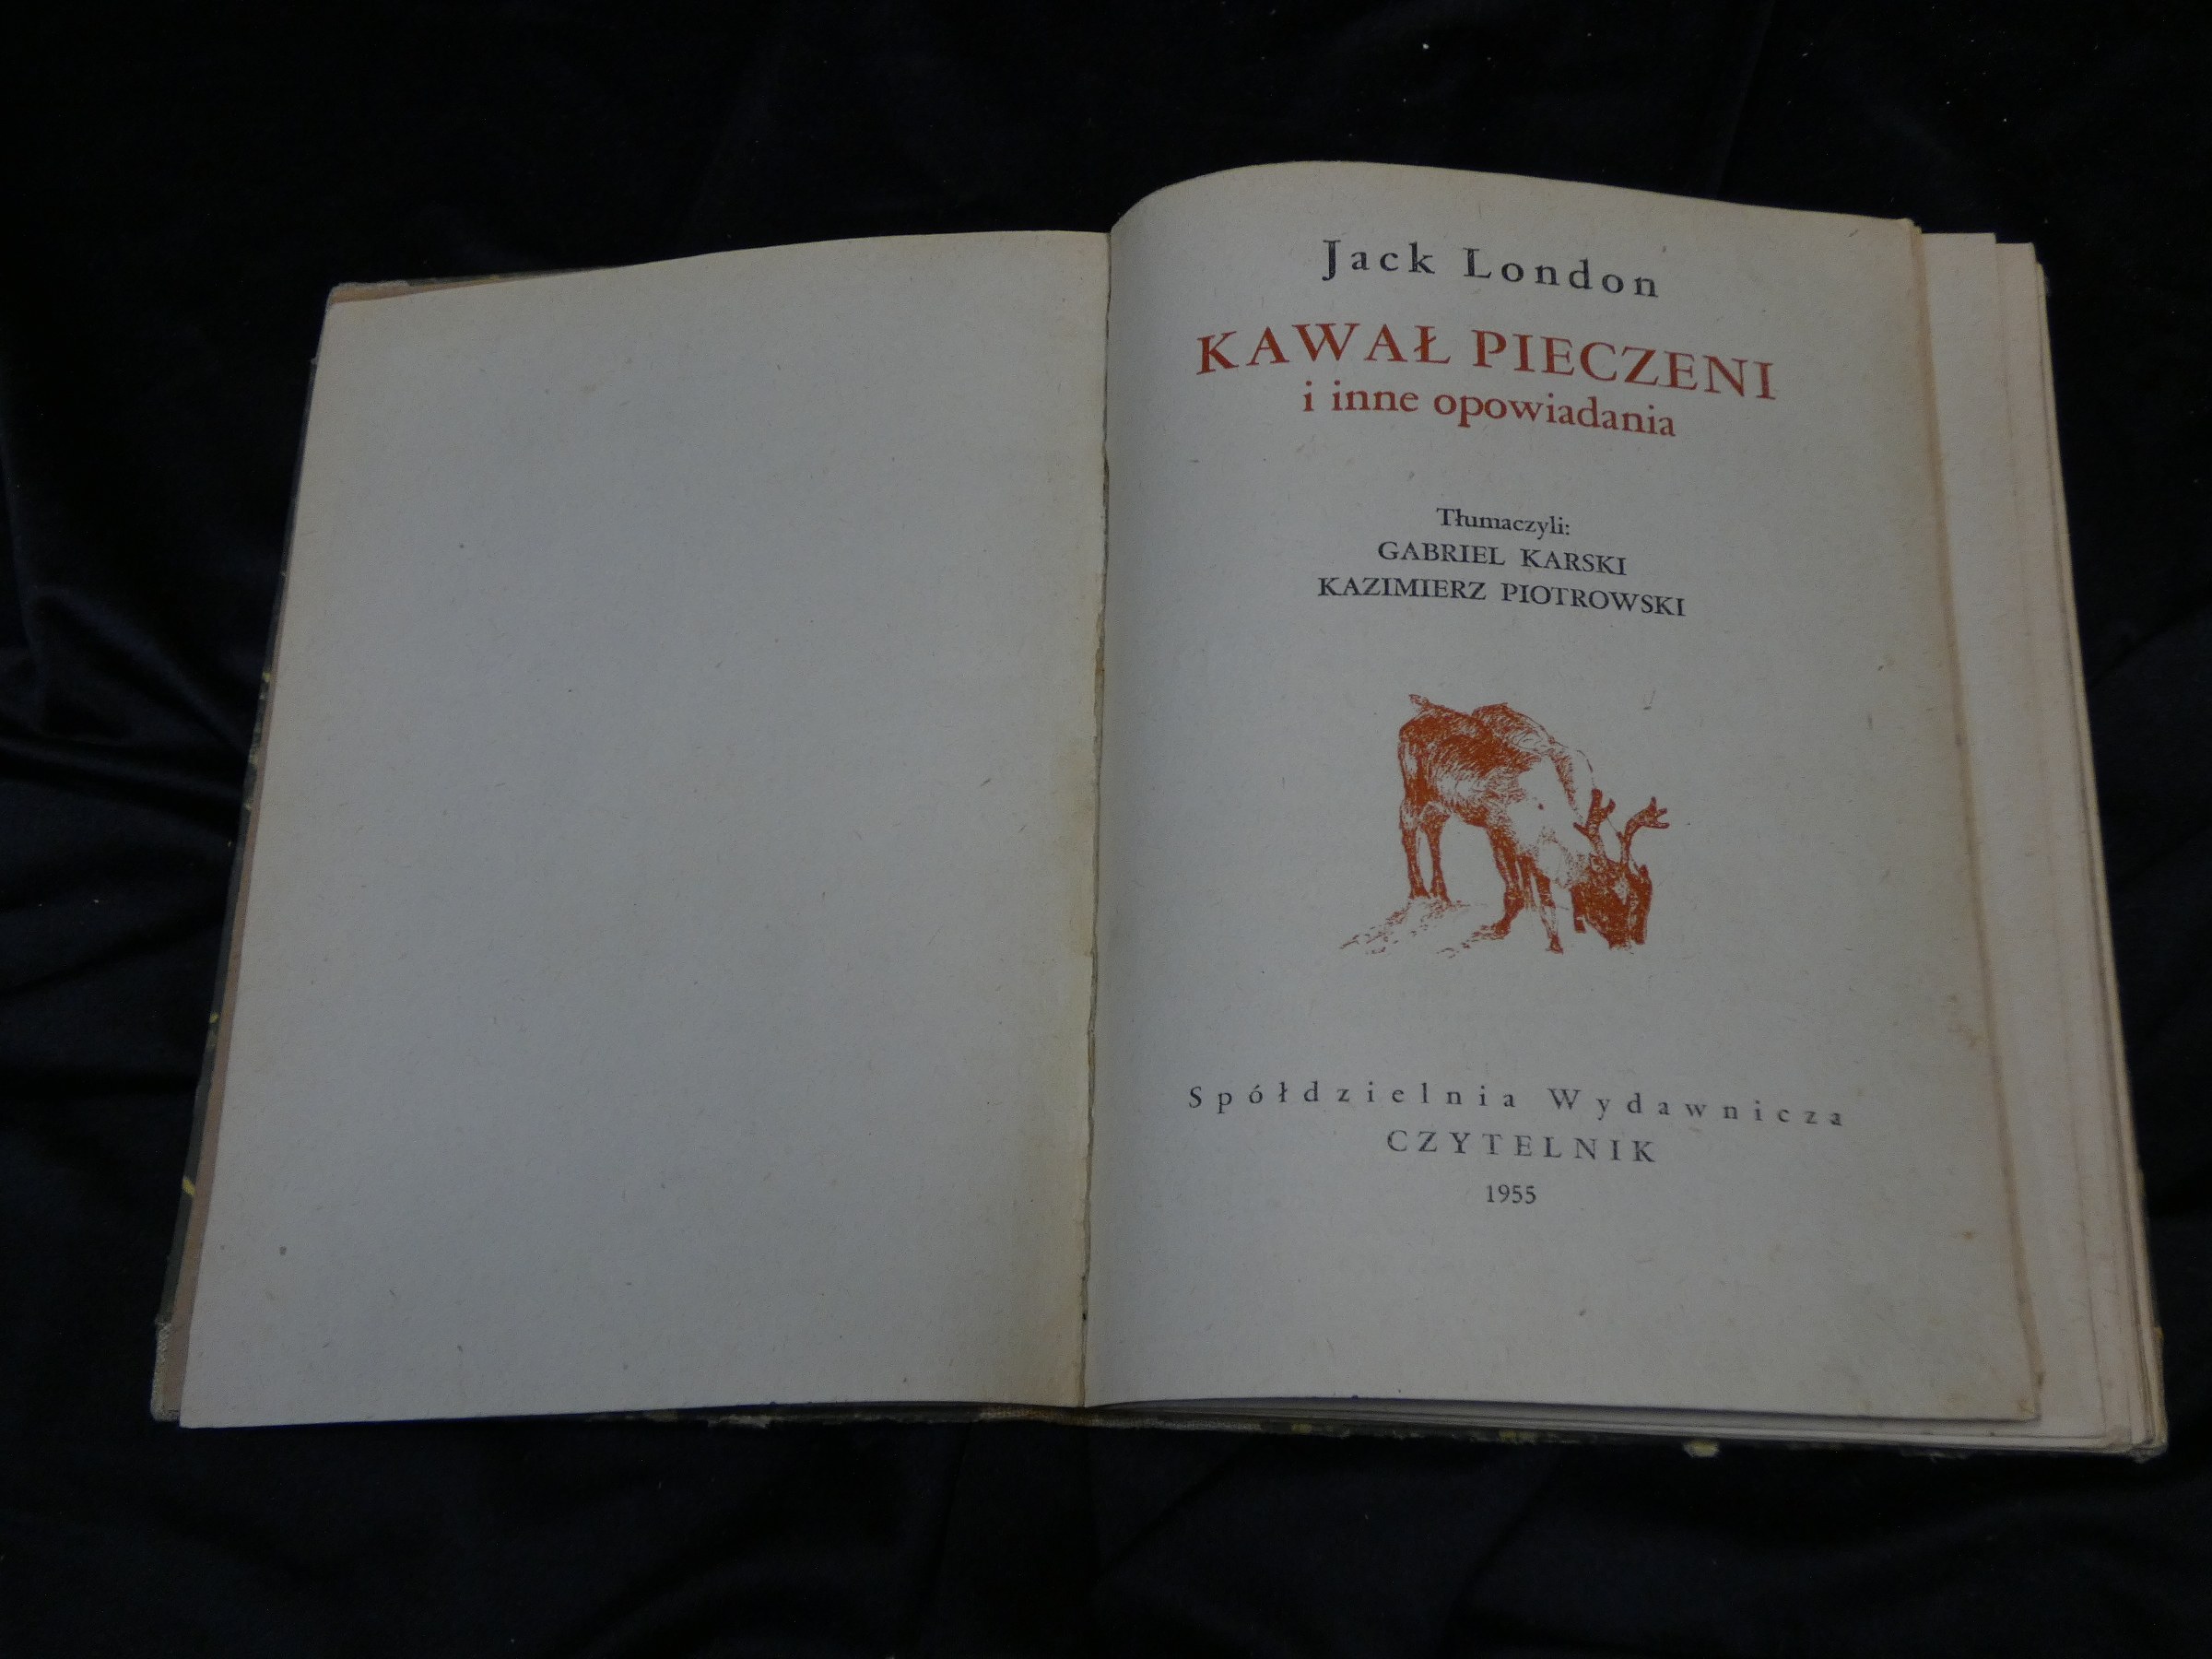 Jack London
KAWAŁ PIECZENI
i inne opowiadania
Tłumaczyli:
GABRIEL KARSKI
KAZIMIERZ PIOTROWSKI
Spółdzielnia Wydawnicza
CZYTELNIK
1955